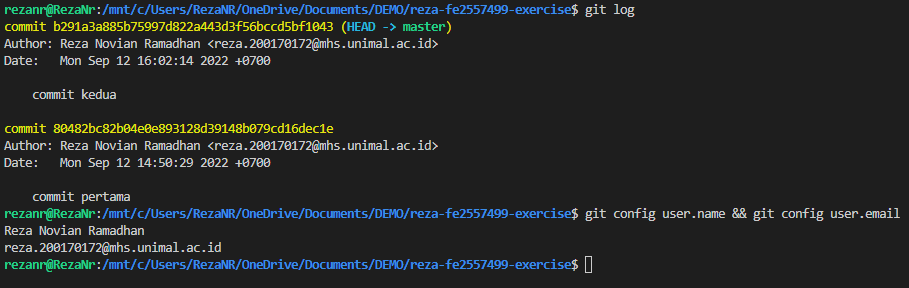 rezanr@RezaNr:/mnt/c/Users/RezaNR/OneDrive/Documents/DEMO/reza-fe2557499-exercise$ git log
commit b291a3a885b75997d822a443d3f56bccd5bf1043 (HEAD -> master)
Author: Reza Novian Ramadhan <reza.200170172@mhs.unimal.ac.id>
Date:   Mon Sep 12 16:02:14 2022 +0700
    commit kedua
commit 80482bc82b04e0e893128d39148b079cd16dec1e
Author: Reza Novian Ramadhan <reza.200170172@mhs.unimal.ac.id>
Date:   Mon Sep 12 14:50:29 2022 +0700
    commit pertama
rezanr@RezaNr:/mnt/c/Users/RezaNR/OneDrive/Documents/DEMO/reza-fe2557499-exercise$ git config user.name && git config user.email
Reza Novian Ramadhan
reza.200170172@mhs.unimal.ac.id
rezanr@RezaNr:/mnt/c/Users/RezaNR/OneDrive/Documents/DEMO/reza-fe2557499-exercise$